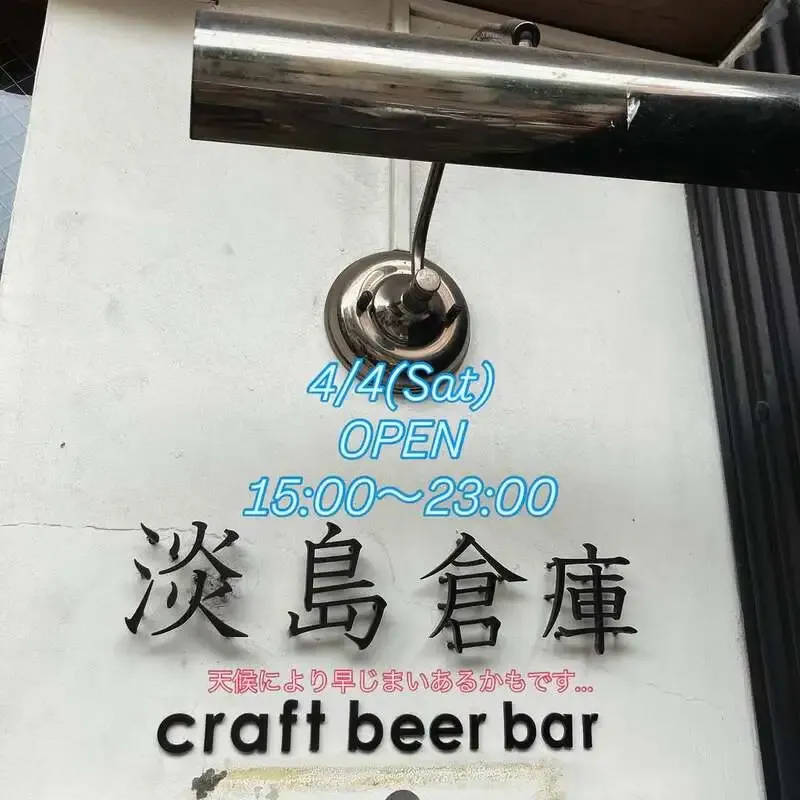 4/4(Sat)
OPEN
15:00〜23:00
淡島倉庫
天候により早じまいあるかもです...
craft beer bar